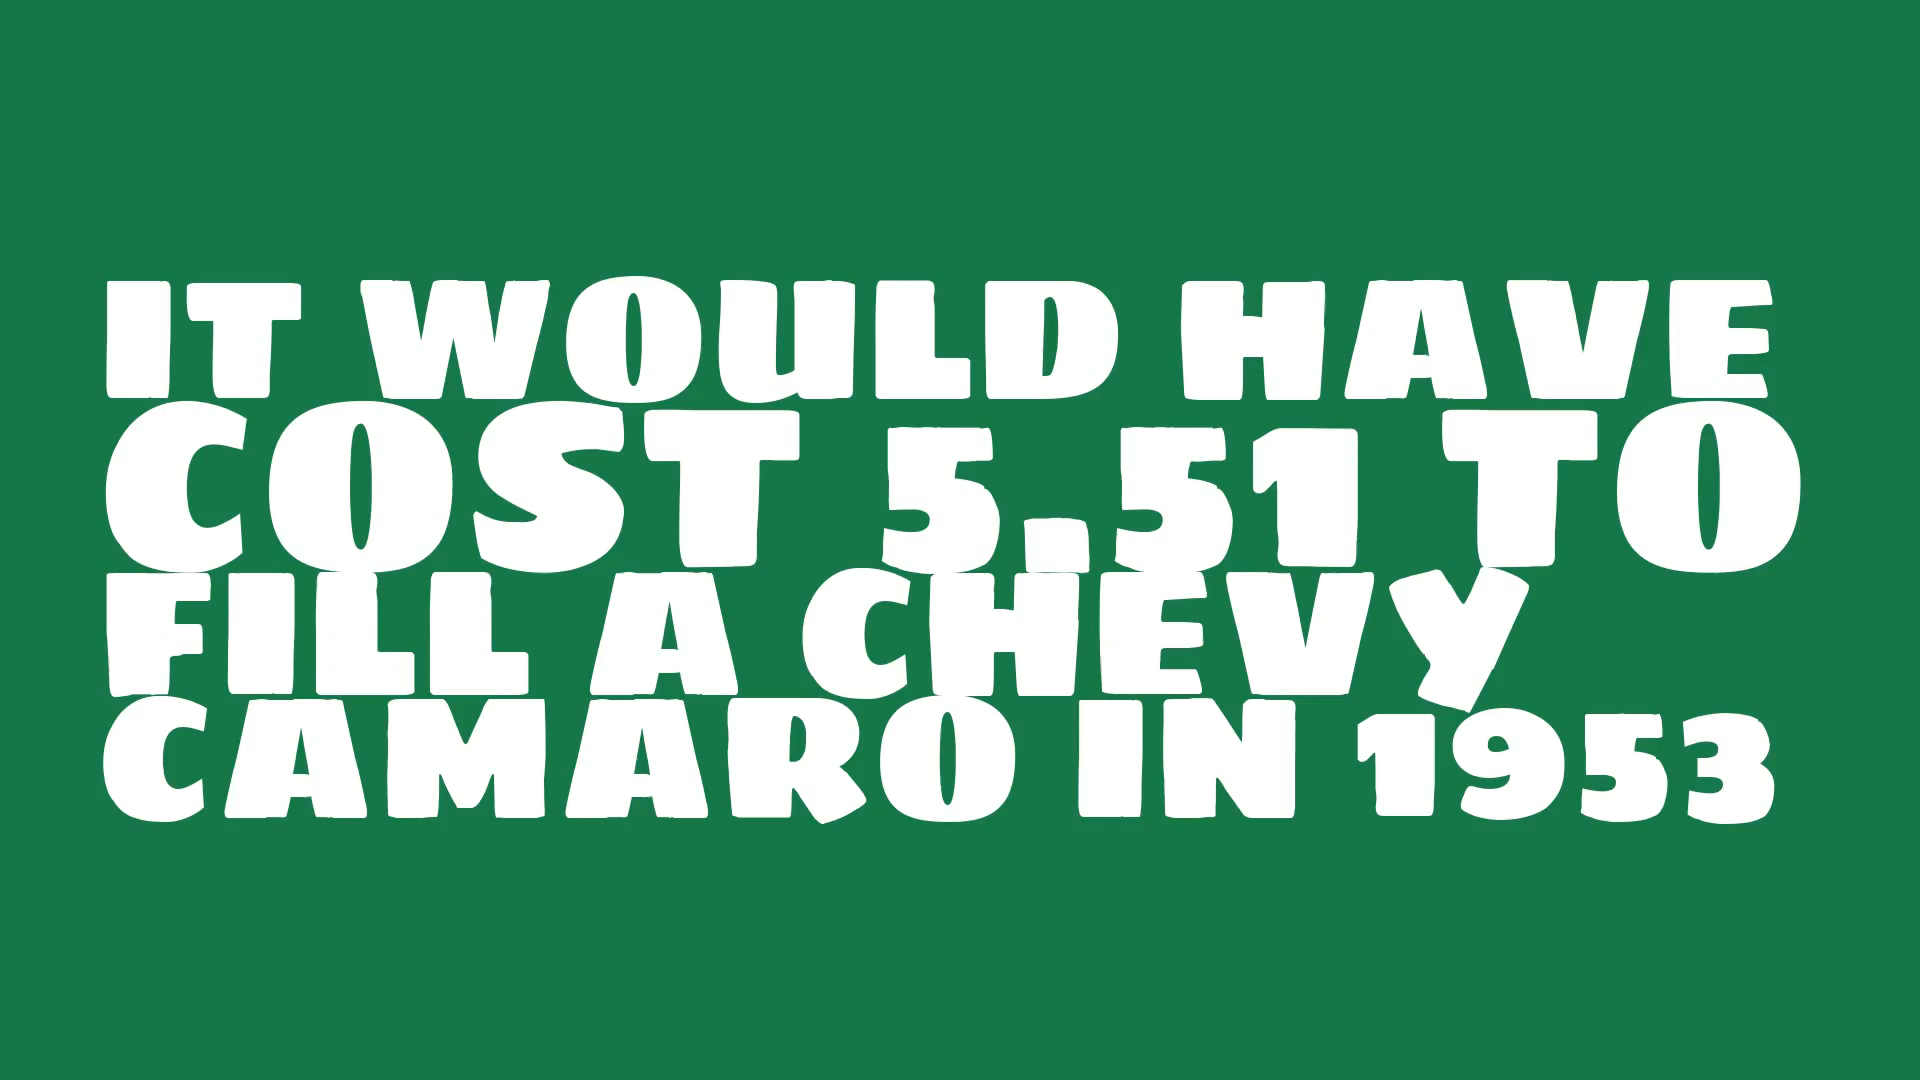 IT WOULD HAVE
COST 5.51 TO
FILL A CHEVY
CAMARO IN 1953